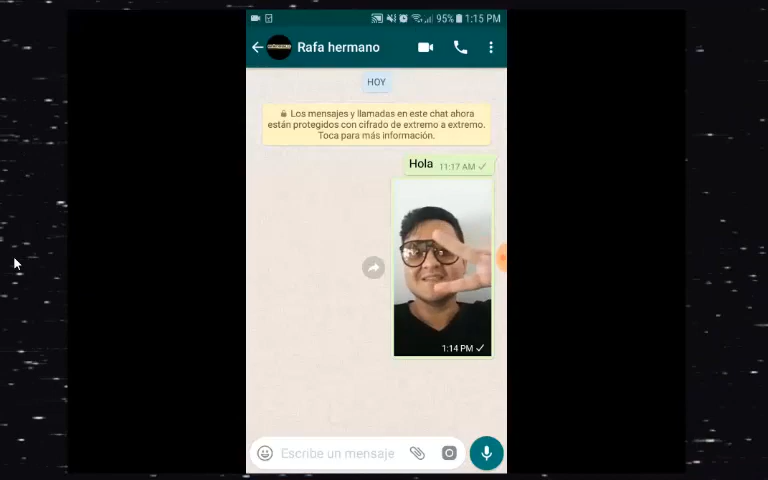 95% 1:15 PM
Rafa hermano
HOY
Los mensajes y llamadas en este chat ahora
están protegidos con cifrado de extremo a extremo.
Toca para más información.
Hola 11:17 AM
1:14 PM
Escribe un mensaje